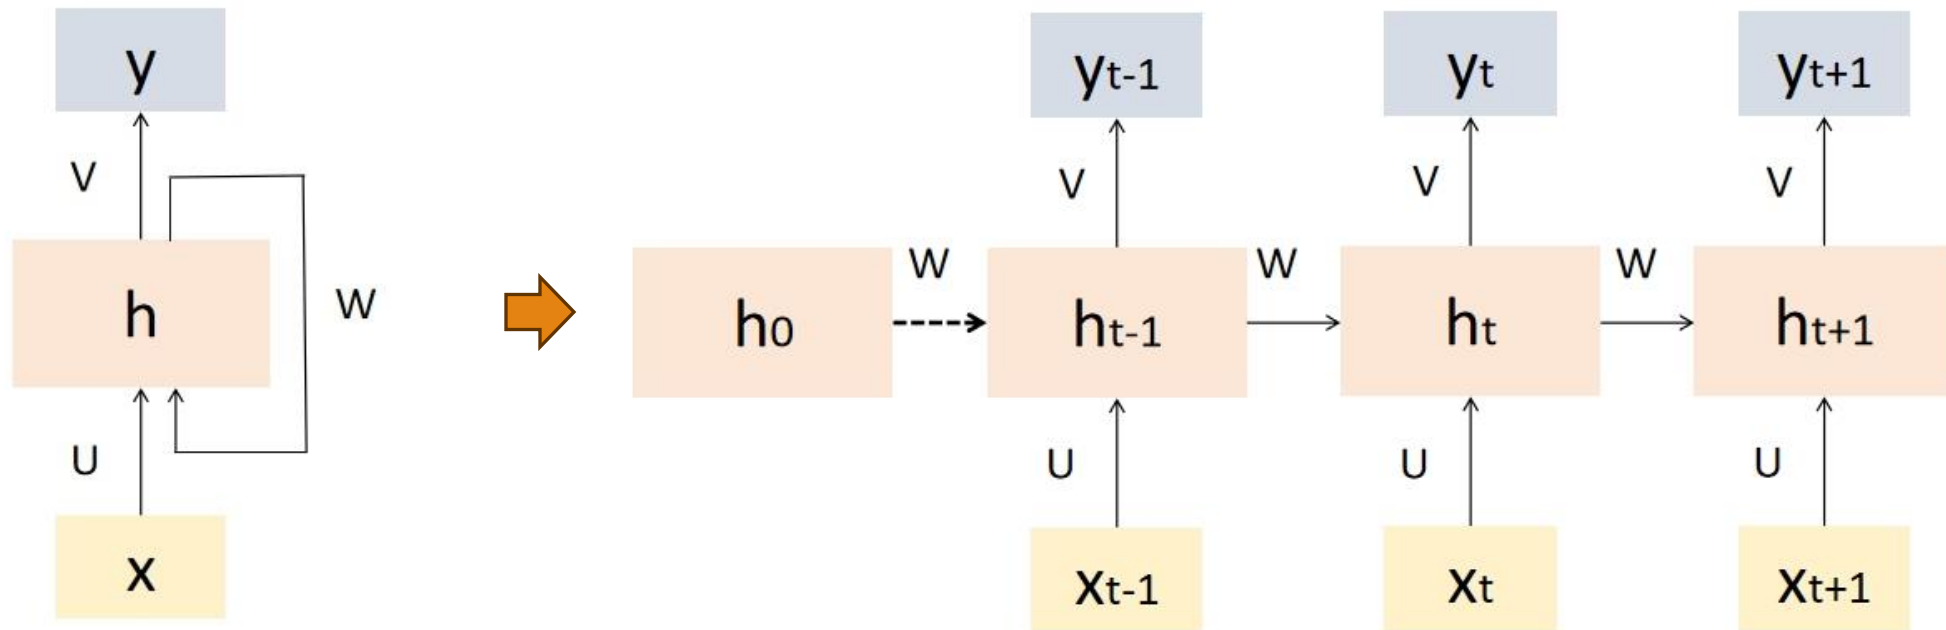 y
V
h
W
U
x
yt-1
yt
yt+1
V
V
V
W
W
W
h0
ht-1
ht
ht+1
U
U
U
xt-1
xt
xt+1